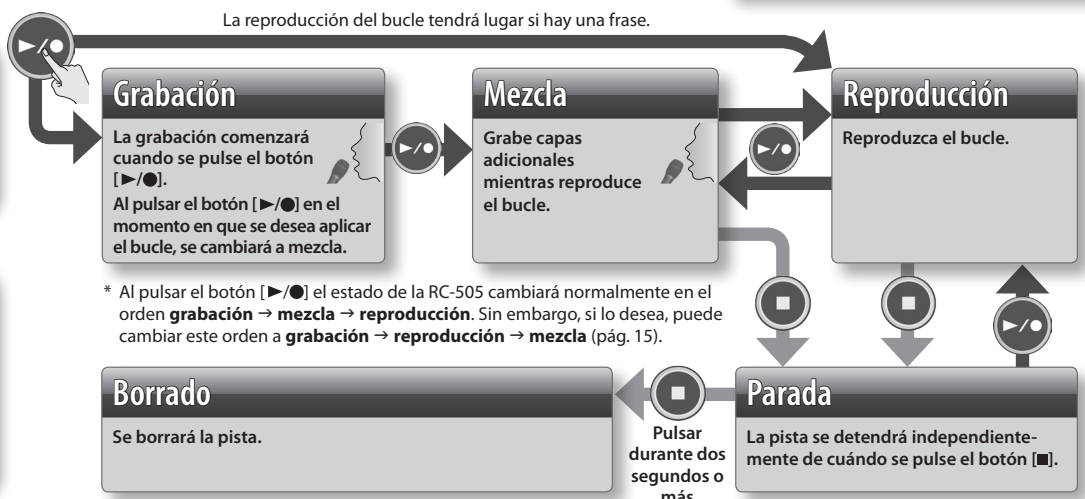 La reproducción del bucle tendrá lugar si hay una frase.
Grabación
La grabación comenzará
cuando se pulse el botón
[►/●].
Al pulsar el botón [►/●] en el
momento en que se desea aplicar
el bucle, se cambiará a mezcla.
Mezcla
Grabe capas
adicionales
mientras reproduce
el bucle.
Reproducción
Reproduzca el bucle.
* Al pulsar el botón [►/●] el estado de la RC-505 cambiará normalmente en el
orden grabación → mezcla → reproducción. Sin embargo, si lo desea, puede
cambiar este orden a grabación → reproducción → mezcla (pág. 15).
Borrado
Se borrará la pista.
Pulsar
durante dos
segundos o
más
Parada
La pista se detendrá independiente-
mente de cuándo se pulse el botón [■].